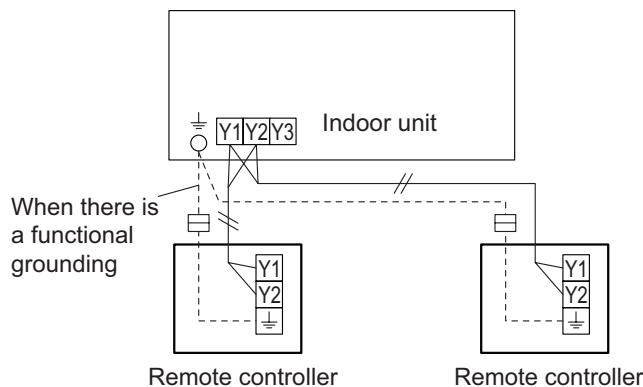 Y1 Y2 Y3
Indoor unit
When there is
a functional
grounding
Y1
Y2
Y1
Y2
Remote controller
Remote controller